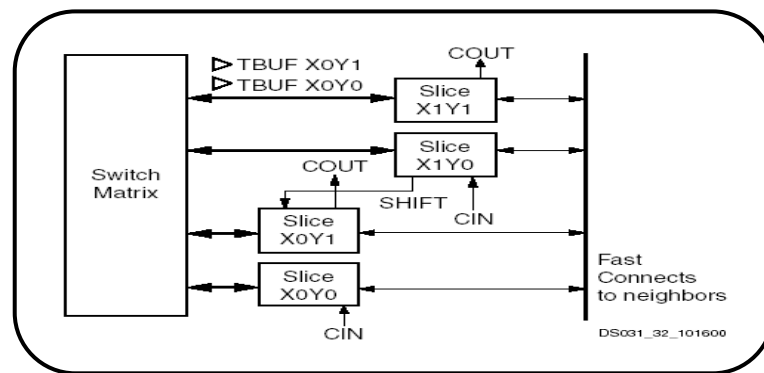 TBUF X0Y1
TBUF X0Y0
COUT
Slice
X1Y1
Slice
X1Y0
Switch
Matrix
COUT
SHIFT
CIN
Slice
X0Y1
Slice
X0Y0
CIN
Fast
Connects
to neighbors
DS031_32_101600